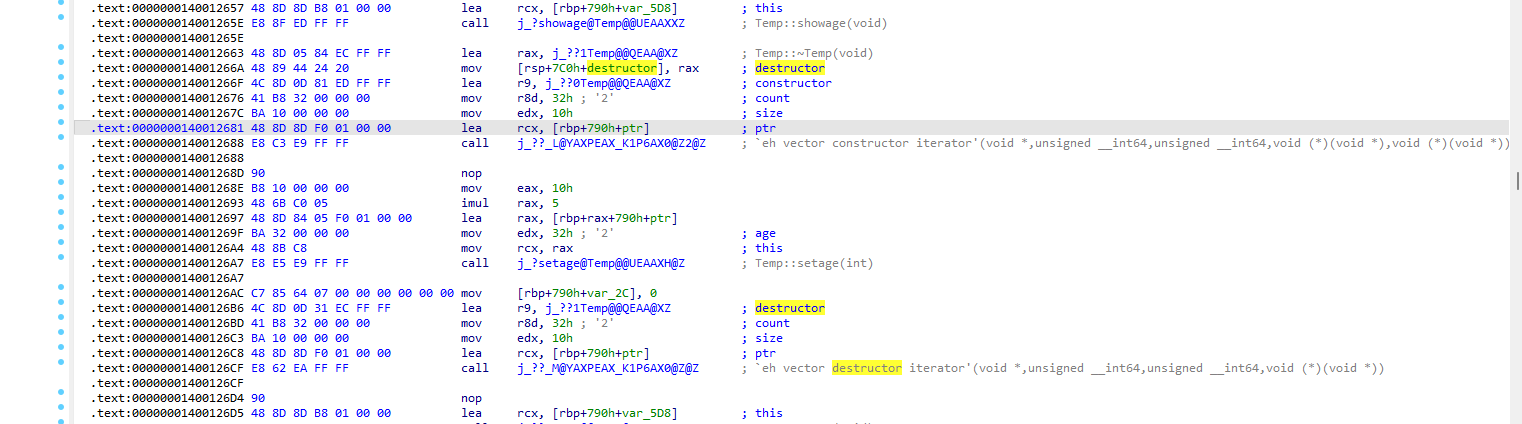 .text:0000000140012657 48 8D 8D B8 01 00 00 lea rcx, [rbp+790h+var_5D8] ; this
.text:000000014001265E E8 8F ED FF FF call j_?showage@Temp@@UEAAXXZ ; Temp::showage(void)
.text:000000014001265E
.text:0000000140012663 48 8D 05 84 EC FF FF lea rax, j_??1Temp@@QEAA@XZ ; Temp::~Temp(void)
.text:000000014001266A 48 89 44 24 20 mov [rsp+7C0h+destructor], rax ; destructor
.text:000000014001266F 4C 8D 0D 81 ED FF FF lea r9, j_??0Temp@@QEAA@XZ ; constructor
.text:0000000140012676 41 B8 32 00 00 00 mov r8d, 32h ; '2' ; count
.text:000000014001267C BA 10 00 00 00 mov edx, 10h ; size
.text:0000000140012681 48 8D 8D F0 01 00 00 lea rcx, [rbp+790h+ptr] ; ptr
.text:0000000140012688 E8 C3 E9 FF FF call j_??_L@YAXPEAX_K1P6AX0@Z2@Z ; `eh vector constructor iterator'(void *,unsigned __int64,unsigned __int64,void (*)(void *),void (*)(void *))
.text:0000000140012688
.text:000000014001268D 90 nop
.text:000000014001268E B8 10 00 00 00 mov eax, 10h
.text:0000000140012693 48 6B C0 05 imul rax, 5
.text:0000000140012697 48 8D 84 05 F0 01 00 00 lea rax, [rbp+rax+790h+ptr]
.text:000000014001269F BA 32 00 00 00 mov edx, 32h ; '2' ; age
.text:00000001400126A4 48 8B C8 mov rcx, rax ; this
.text:00000001400126A7 E8 E5 E9 FF FF call j_?setage@Temp@@UEAAXH@Z ; Temp::setage(int)
.text:00000001400126A7
.text:00000001400126AC C7 85 64 07 00 00 00 00 00 00 mov [rbp+790h+var_2C], 0
.text:00000001400126B6 4C 8D 0D 31 EC FF FF lea r9, j_??1Temp@@QEAA@XZ ; destructor
.text:00000001400126BD 41 B8 32 00 00 00 mov r8d, 32h ; '2' ; count
.text:00000001400126C3 BA 10 00 00 00 mov edx, 10h ; size
.text:00000001400126C8 48 8D 8D F0 01 00 00 lea rcx, [rbp+790h+ptr] ; ptr
.text:00000001400126CF E8 62 EA FF FF call j_??_M@YAXPEAX_K1P6AX0@Z@Z ; `eh vector destructor iterator'(void *,unsigned __int64,unsigned __int64,void (*)(void *))
.text:00000001400126CF
.text:00000001400126D4 90 nop
.text:00000001400126D5 48 8D 8D B8 01 00 00 lea rcx, [rbp+790h+var_5D8] ; this